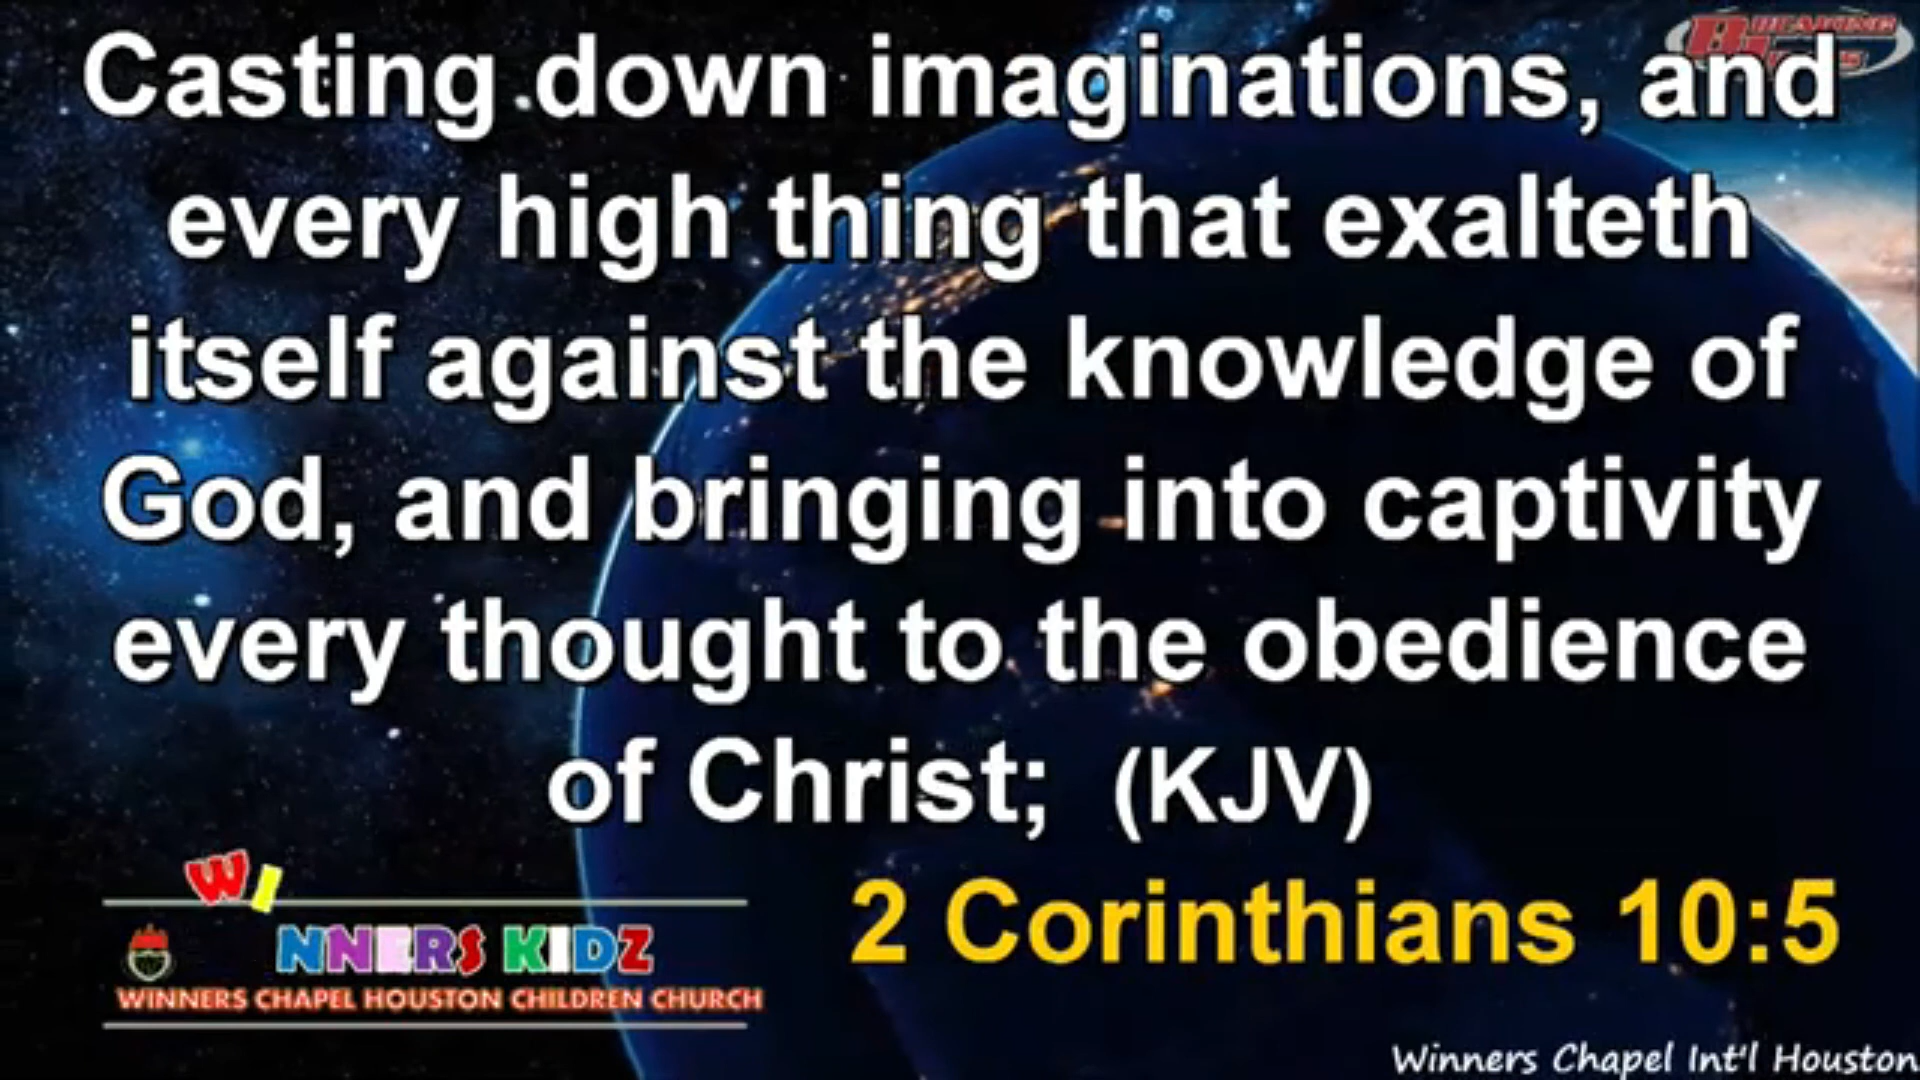 Casting down imaginations, and
every high thing that exalteth
itself against the knowledge of
God, and bringing into captivity
every thought to the obedience
of Christ; (KJV)
2 Corinthians 10:5
WINNERS KIDZ
WINNERS CHAPEL HOUSTON CHILDREN CHURCH
Winners Chapel Int'l Houston